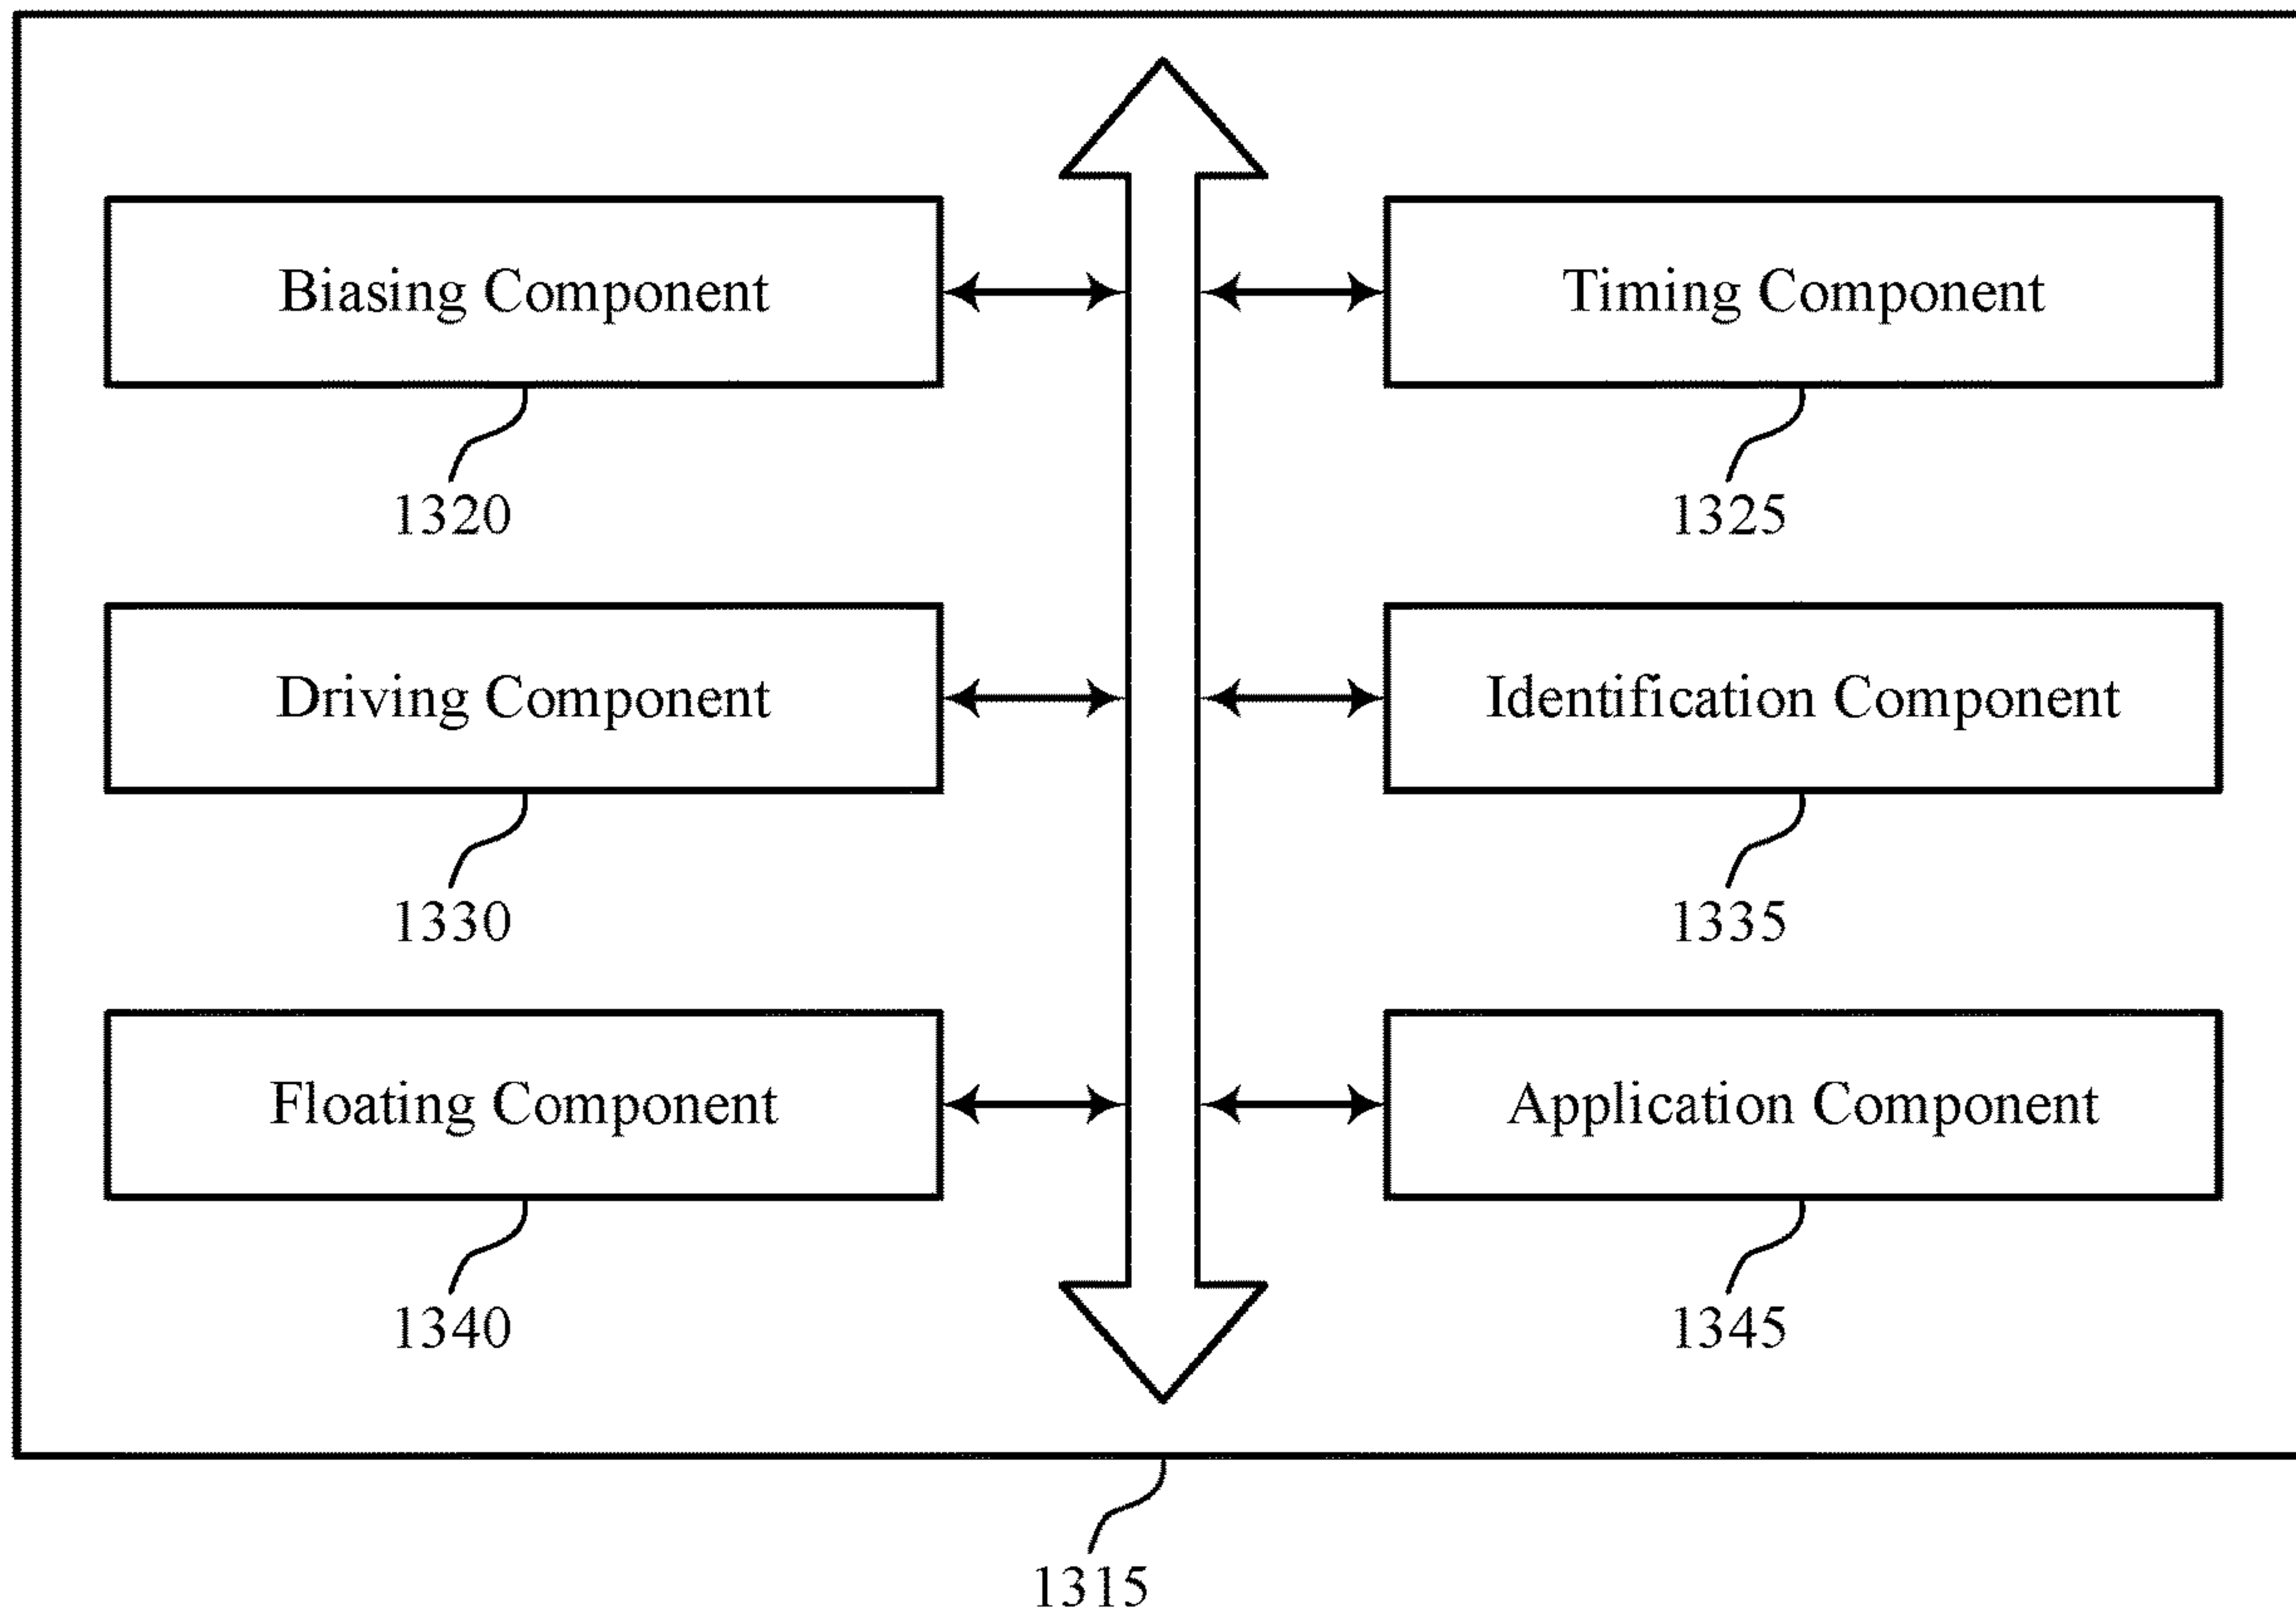 Biasing Component
Timing Component
1320
1325
Driving Component
Identification Component
1330
1335
Floating Component
Application Component
1340
1345
1315